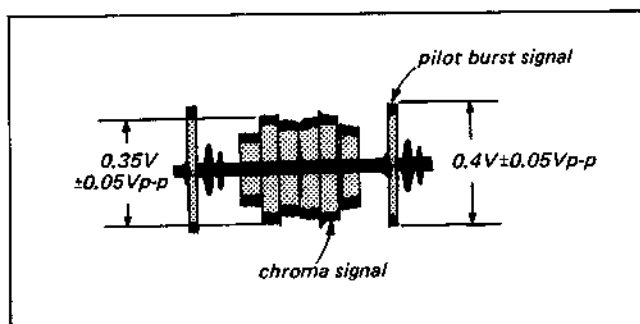 pilot burst signal
0.35V
±0.05Vp-p
0.4V±0.05Vp-p
chroma signal